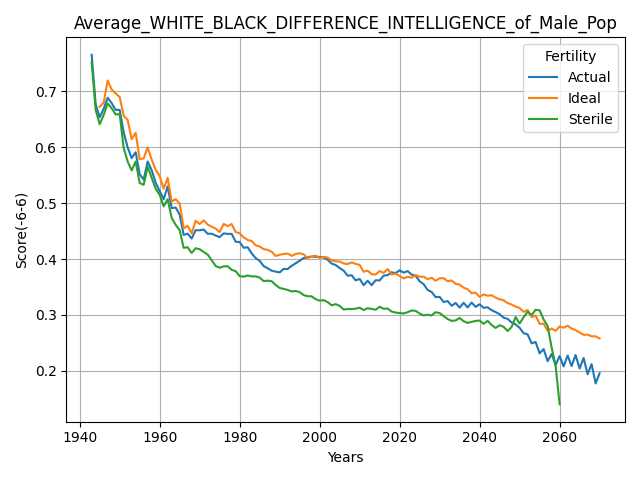 Average_WHITE_BLACK_DIFFERENCE_INTELLIGENCE_of_Male_Pop
Fertility
Actual
Ideal
Sterile
Score(-6-6)
0.7
0.6
0.5
0.4
0.3
0.2
1940 1960 1980 2000 2020 2040 2060
Years